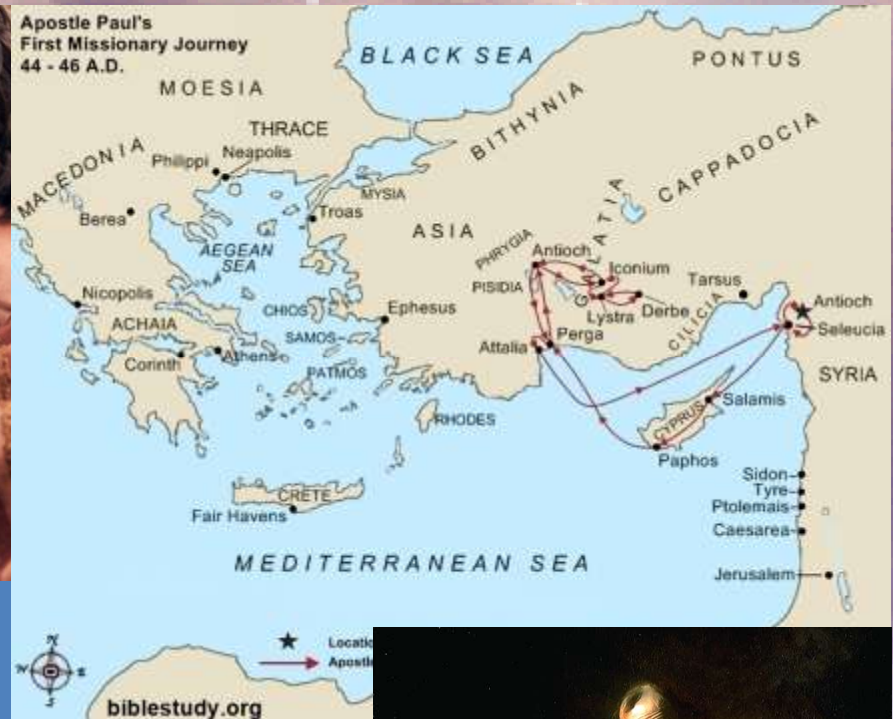 Apostle Paul's
First Missionary Journey
44 - 46 A.D.
BLACK SEA
PONTUS
MOESIA
THRACE
BITHYNIA
CAPPADOCIA
MACEDONIA
Philippi
Neapolis
MYSIA
Berea
Troas
ASIA
GALATIA
AEGEAN
SEA
PHRYGIA
Antioch
PISIDIA
Iconium
Tarsus
Nicopolis
CHIOS
Ephesus
Lystra
Derbe
CILICIA
Antioch
Seleucia
ACHAIA
SAMOS
Attalia
Perga
Corinth
Athens
PATMOS
SYRIA
RHODES
CYPRUS
Salamis
Paphos
Sidon
Tyre
Ptolemais
CRETE
Fair Havens
Caesarea
MEDITERRANEAN SEA
Jerusalem
N
W
E
S
biblestudy.org